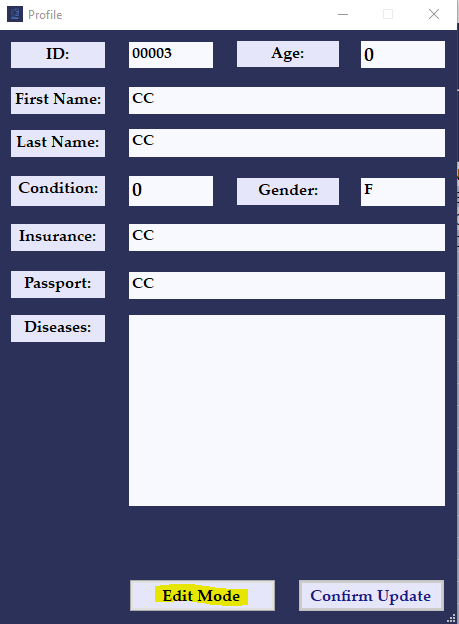 Profile
ID: 00003 Age: 0
First Name: CC
Last Name: CC
Condition: 0 Gender: F
Insurance: CC
Passport: CC
Diseases:
Edit Mode Confirm Update